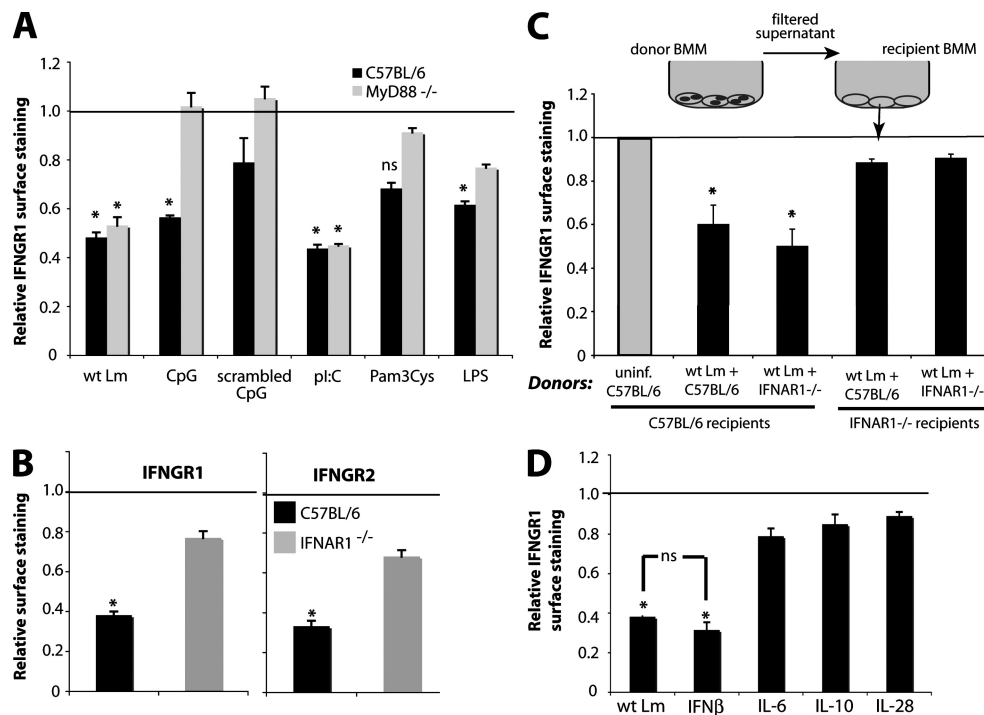 A
Relative IFNGR1 surface staining
1.2
1.0
0.8
0.6
0.4
0.2
0
C57BL/6
MyD88 -/-
* *
*
* *
ns
*
wt Lm
CpG
scrambled
CpG
pI:C
Pam3Cys
LPS
B
Relative surface staining
IFNGR1
IFNGR2
1.0
0.8
0.6
0.4
0.2
0
C57BL/6
IFNAR1 -/-
*
*
C
filtered
supernatant
donor BMM
recipient BMM
Relative IFNGR1 surface staining
1.2
1.0
0.8
0.6
0.4
0.2
0
*
*
Donors:
uninf.
C57BL/6
wt Lm +
C57BL/6
wt Lm +
IFNAR1-/-
wt Lm +
C57BL/6
wt Lm +
IFNAR1-/-
C57BL/6 recipients
IFNAR1-/- recipients
D
Relative IFNGR1
surface staining
1.2
1.0
0.8
0.6
0.4
0.2
0
ns
*
*
wt Lm
IFNβ
IL-6
IL-10
IL-28